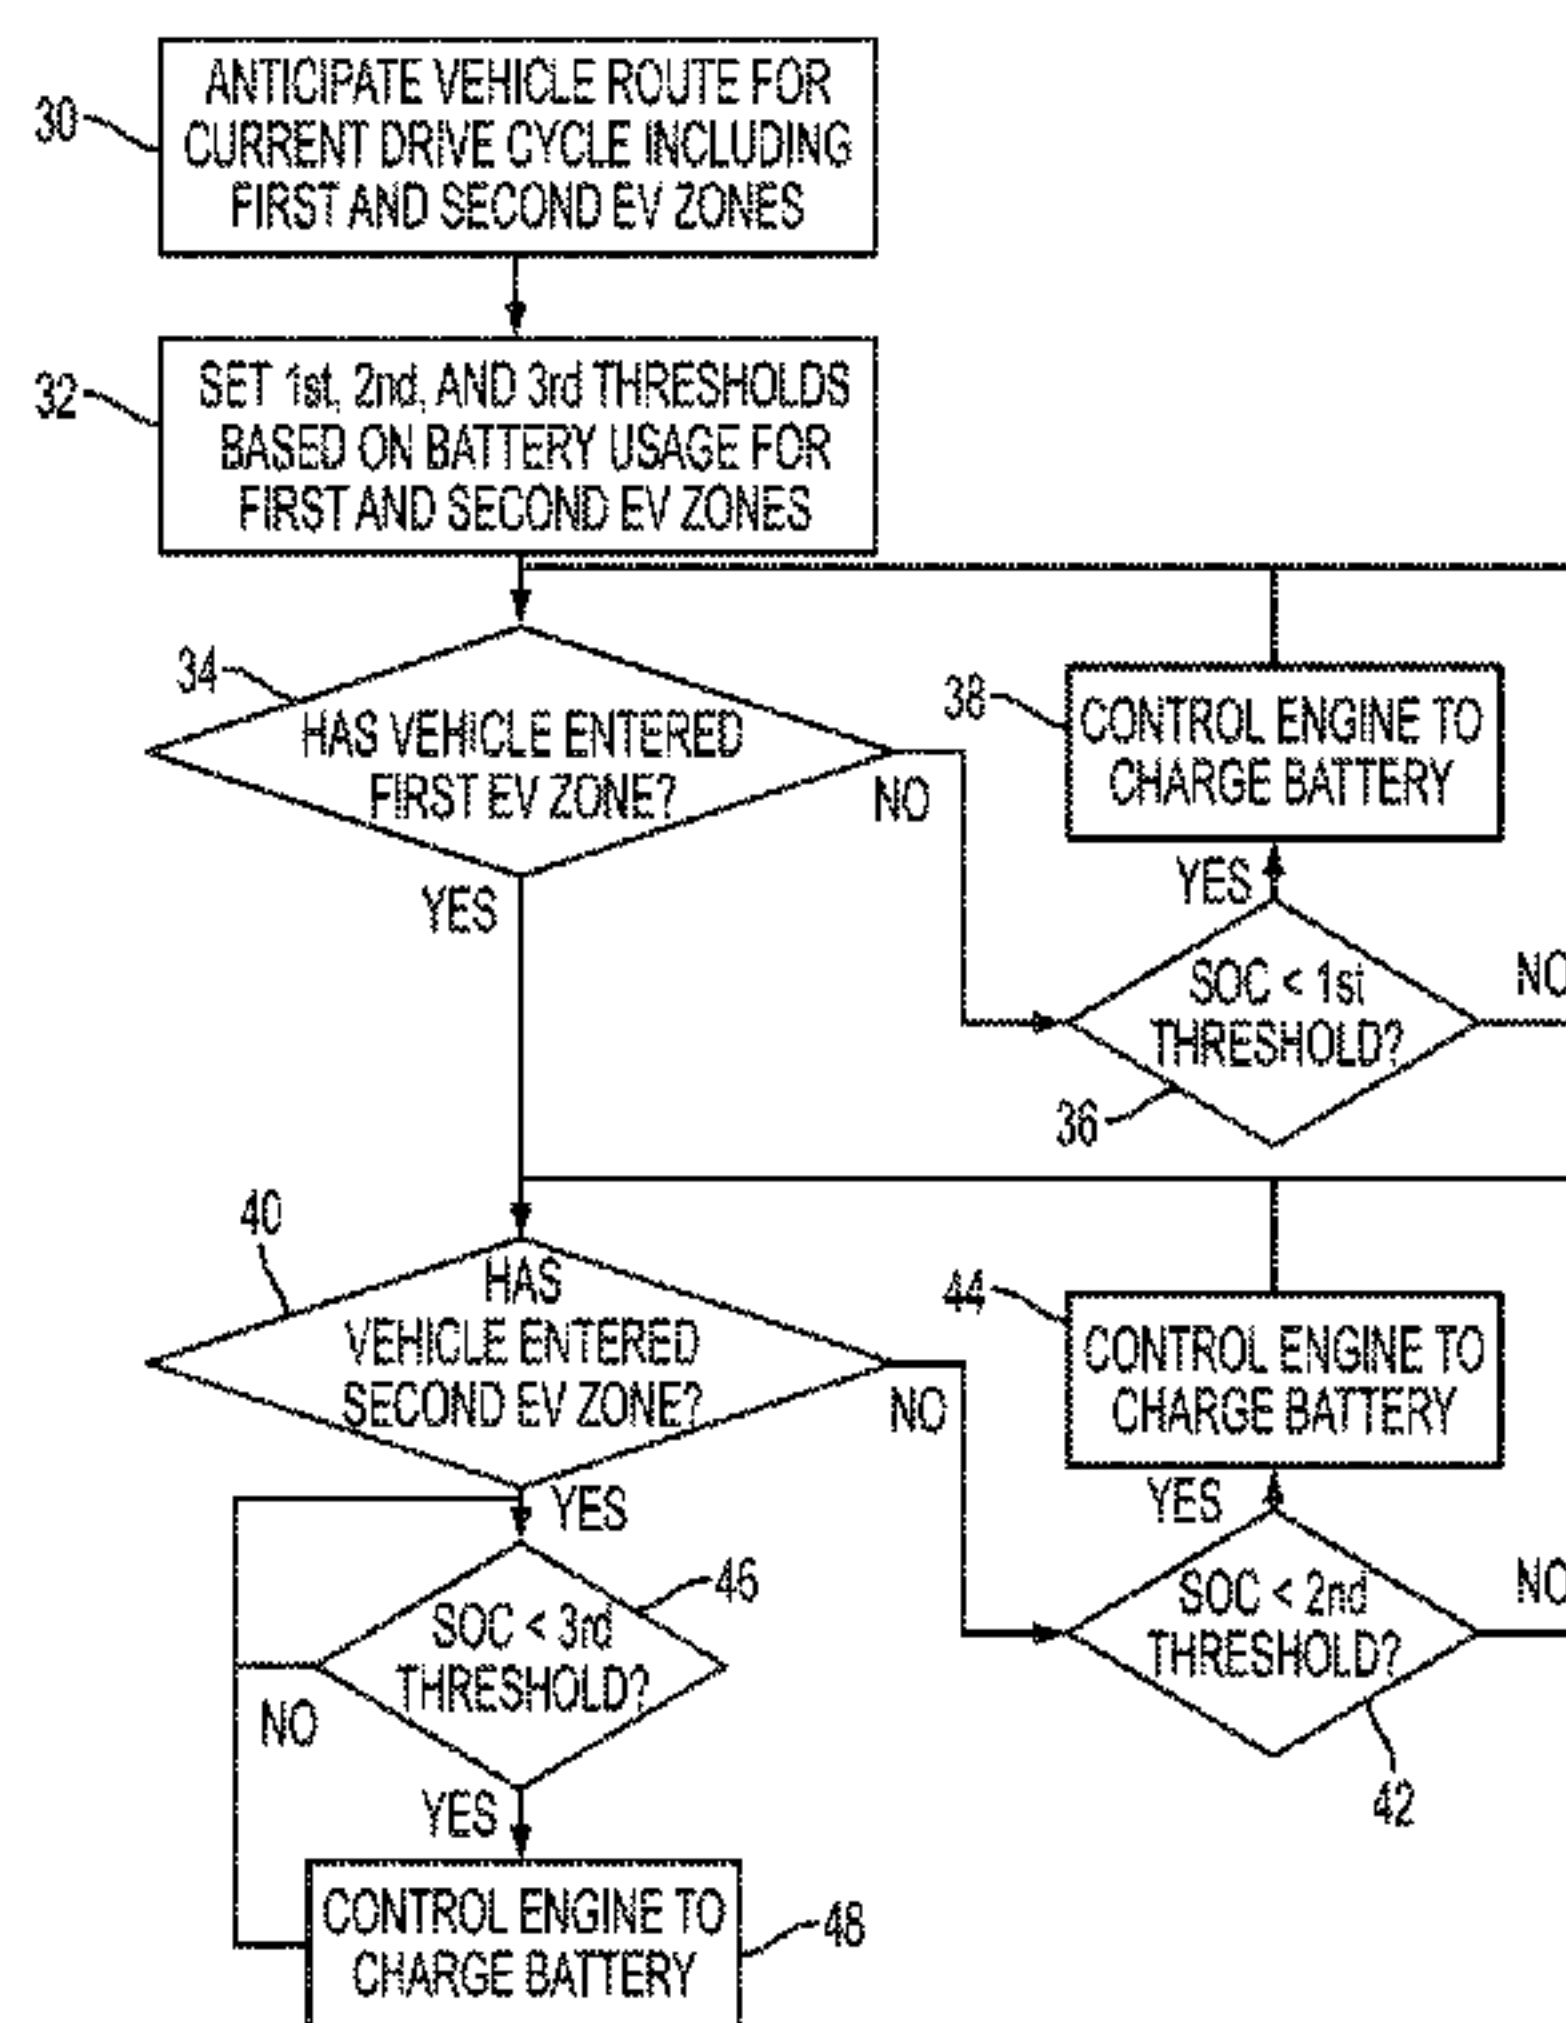 30
ANTICIPATE VEHICLE ROUTE FOR
CURRENT DRIVE CYCLE INCLUDING
FIRST AND SECOND EV ZONES
32
SET 1st, 2nd, AND 3rd THRESHOLDS
BASED ON BATTERY USAGE FOR
FIRST AND SECOND EV ZONES
34
HAS VEHICLE ENTERED
FIRST EV ZONE?
NO
YES
38
CONTROL ENGINE TO
CHARGE BATTERY
YES
SOC < 1st
THRESHOLD?
NO
36
40
HAS
VEHICLE ENTERED
SECOND EV ZONE?
NO
YES
44
CONTROL ENGINE TO
CHARGE BATTERY
YES
SOC < 2nd
THRESHOLD?
NO
42
46
SOC < 3rd
THRESHOLD?
NO
YES
CONTROL ENGINE TO
CHARGE BATTERY
48